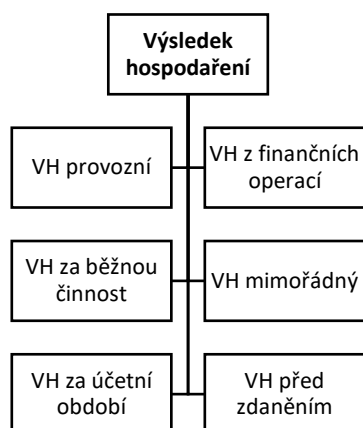 Výsledek
hospodaření
VH provozní
VH z finančních
operací
VH za běžnou
činnost
VH mimořádný
VH za účetní
období
VH před
zdaněním